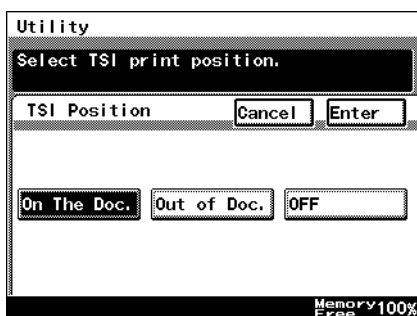 Utility
Select TSI print position.
TSI Position Cancel Enter
On The Doc. Out of Doc. OFF
Memory Free 100%